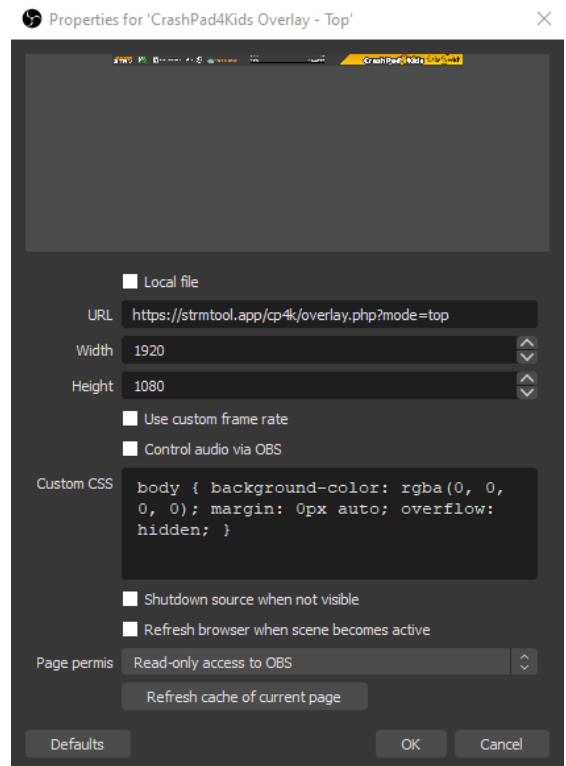 Properties for 'CrashPad4Kids Overlay - Top'
CrashPad4Kids
Local file
URL https://strmtool.app/cp4k/overlay.php?mode=top
Width 1920
Height 1080
Use custom frame rate
Control audio via OBS
Custom CSS
body { background-color: rgba(0, 0,
0, 0); margin: 0px auto; overflow:
hidden; }
Shutdown source when not visible
Refresh browser when scene becomes active
Page permis Read-only access to OBS
Refresh cache of current page
Defaults OK Cancel